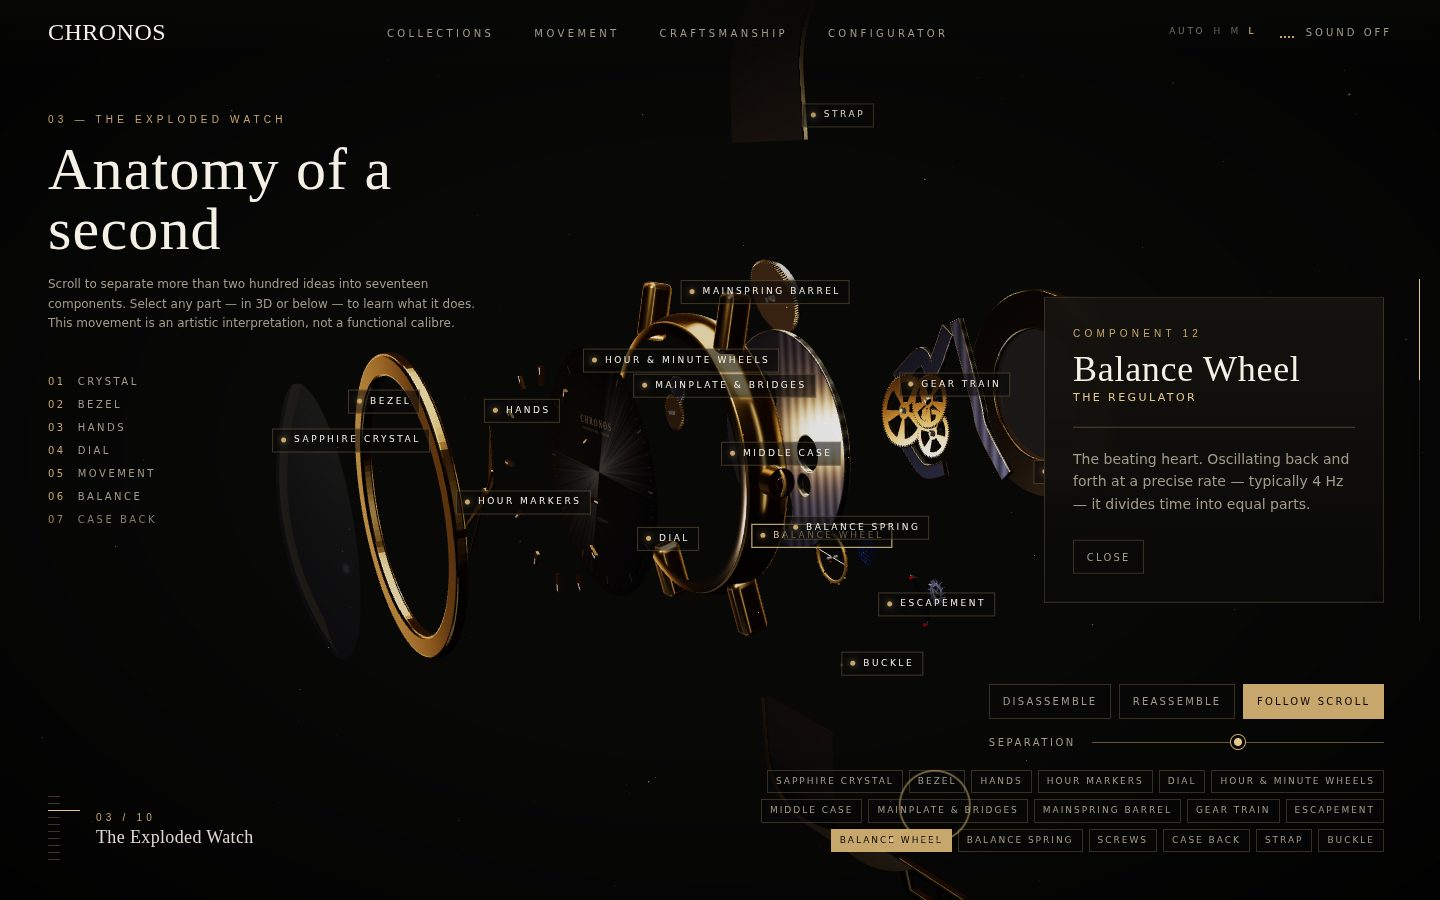 CHRONOS
COLLECTIONS
MOVEMENT
CRAFTSMANSHIP
CONFIGURATOR
AUTO H M L
SOUND OFF
03 — THE EXPLODED WATCH
Anatomy of a
second
Scroll to separate more than two hundred ideas into seventeen
components. Select any part — in 3D or below — to learn what it does.
This movement is an artistic interpretation, not a functional calibre.
01 CRYSTAL
02 BEZEL
03 HANDS
04 DIAL
05 MOVEMENT
06 BALANCE
07 CASE BACK
STRAP
MAINSPRING BARREL
HOUR & MINUTE WHEELS
MAINPLATE & BRIDGES
GEAR TRAIN
BEZEL
HANDS
CHRONOS
SAPPHIRE CRYSTAL
MIDDLE CASE
HOUR MARKERS
BALANCE SPRING
BALANCE WHEEL
DIAL
ESCAPEMENT
BUCKLE
COMPONENT 12
Balance Wheel
THE REGULATOR
The beating heart. Oscillating back and
forth at a precise rate — typically 4 Hz
— it divides time into equal parts.
CLOSE
DISASSEMBLE
REASSEMBLE
FOLLOW SCROLL
SEPARATION
SAPPHIRE CRYSTAL
BEZEL
HANDS
HOUR MARKERS
DIAL
HOUR & MINUTE WHEELS
MIDDLE CASE
MAINPLATE & BRIDGES
MAINSPRING BARREL
GEAR TRAIN
ESCAPEMENT
BALANCE WHEEL
BALANCE SPRING
SCREWS
CASE BACK
STRAP
BUCKLE
03 / 10
The Exploded Watch